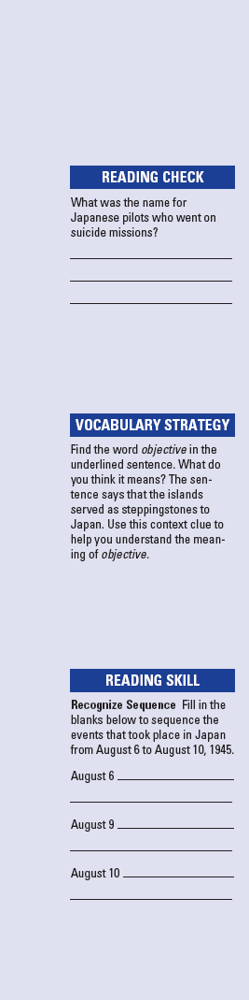 READING CHECK
What was the name for
Japanese pilots who went on
suicide missions?
VOCABULARY STRATEGY
Find the word objective in the
underlined sentence. What do
you think it means? The sen-
tence says that the islands
served as steppingstones to
Japan. Use this context clue to
help you understand the mean-
ing of objective.
READING SKILL
Recognize Sequence Fill in the
blanks below to sequence the
events that took place in Japan
from August 6 to August 10, 1945.
August 6
August 9
August 10